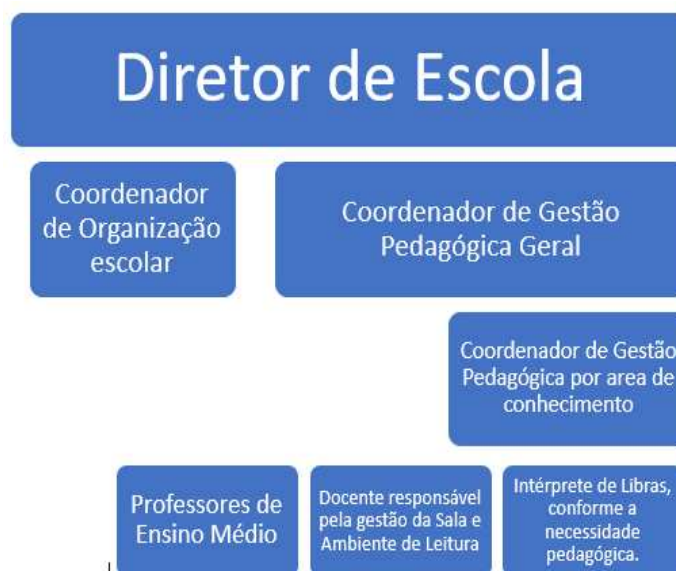 Diretor de Escola
Coordenador
de Organização
escolar
Coordenador de Gestão
Pedagógica Geral
Coordenador de Gestão
Pedagógica por area de
conhecimento
Professores de
Ensino Médio
Docente responsável
pela gestão da Sala e
Ambiente de Leitura
Intérprete de Libras,
conforme a
necessidade
pedagógica.